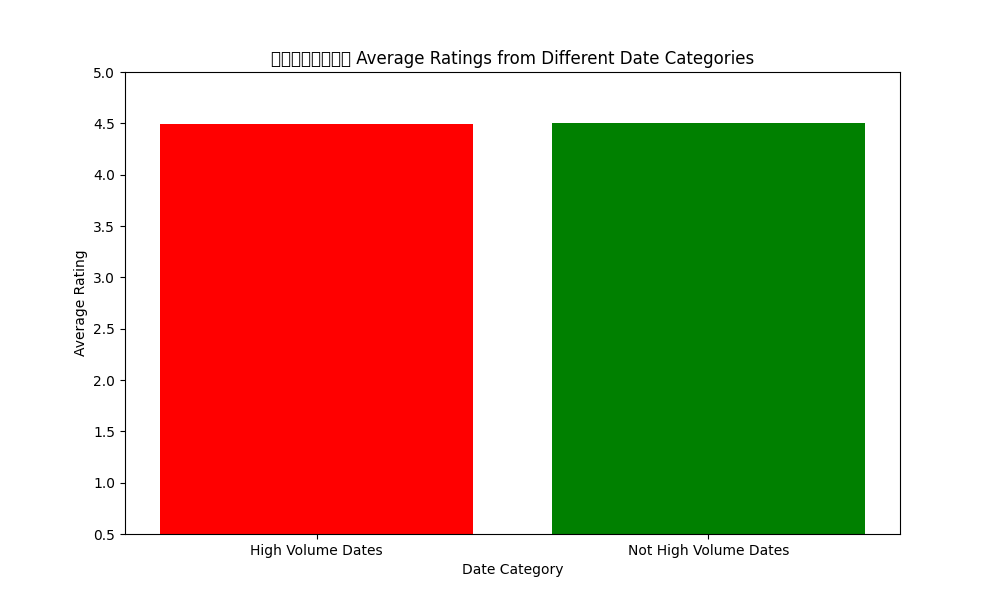 Average Ratings from Different Date Categories
5.0
4.5
4.0
3.5
3.0
2.5
2.0
1.5
1.0
0.5
Average Rating
High Volume Dates
Not High Volume Dates
Date Category